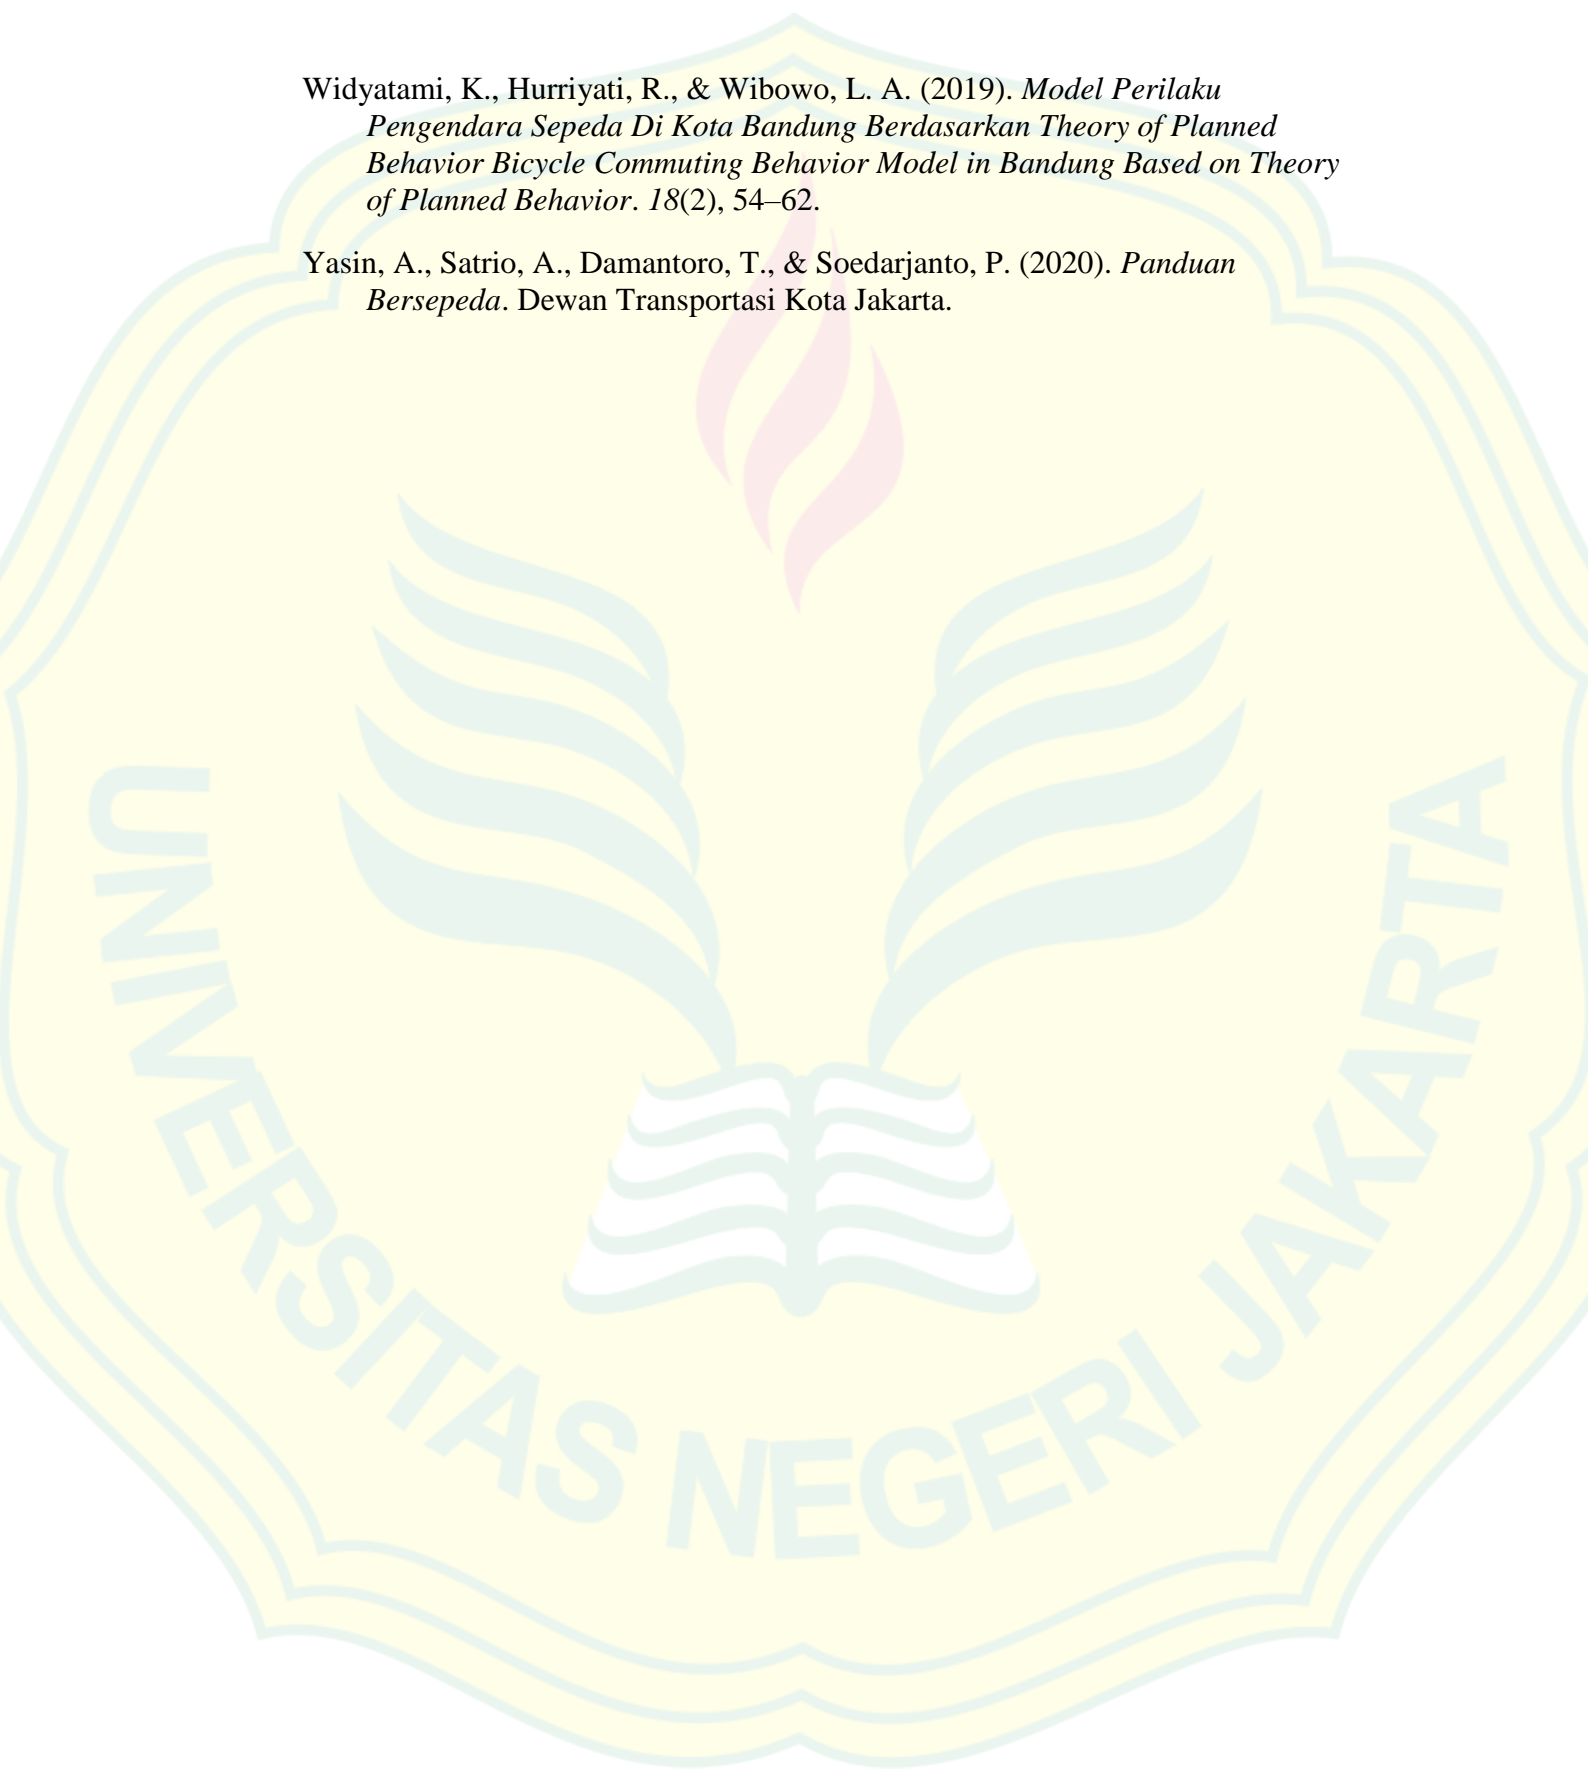 Widyatami, K., Hurriyati, R., & Wibowo, L. A. (2019). Model Perilaku
Pengendara Sepeda Di Kota Bandung Berdasarkan Theory of Planned
Behavior Bicycle Commuting Behavior Model in Bandung Based on Theory
of Planned Behavior. 18(2), 54–62.
Yasin, A., Satrio, A., Damantoro, T., & Soedarjanto, P. (2020). Panduan
Bersepeda. Dewan Transportasi Kota Jakarta.
UNIVERSITAS NEGERI JAKARTA